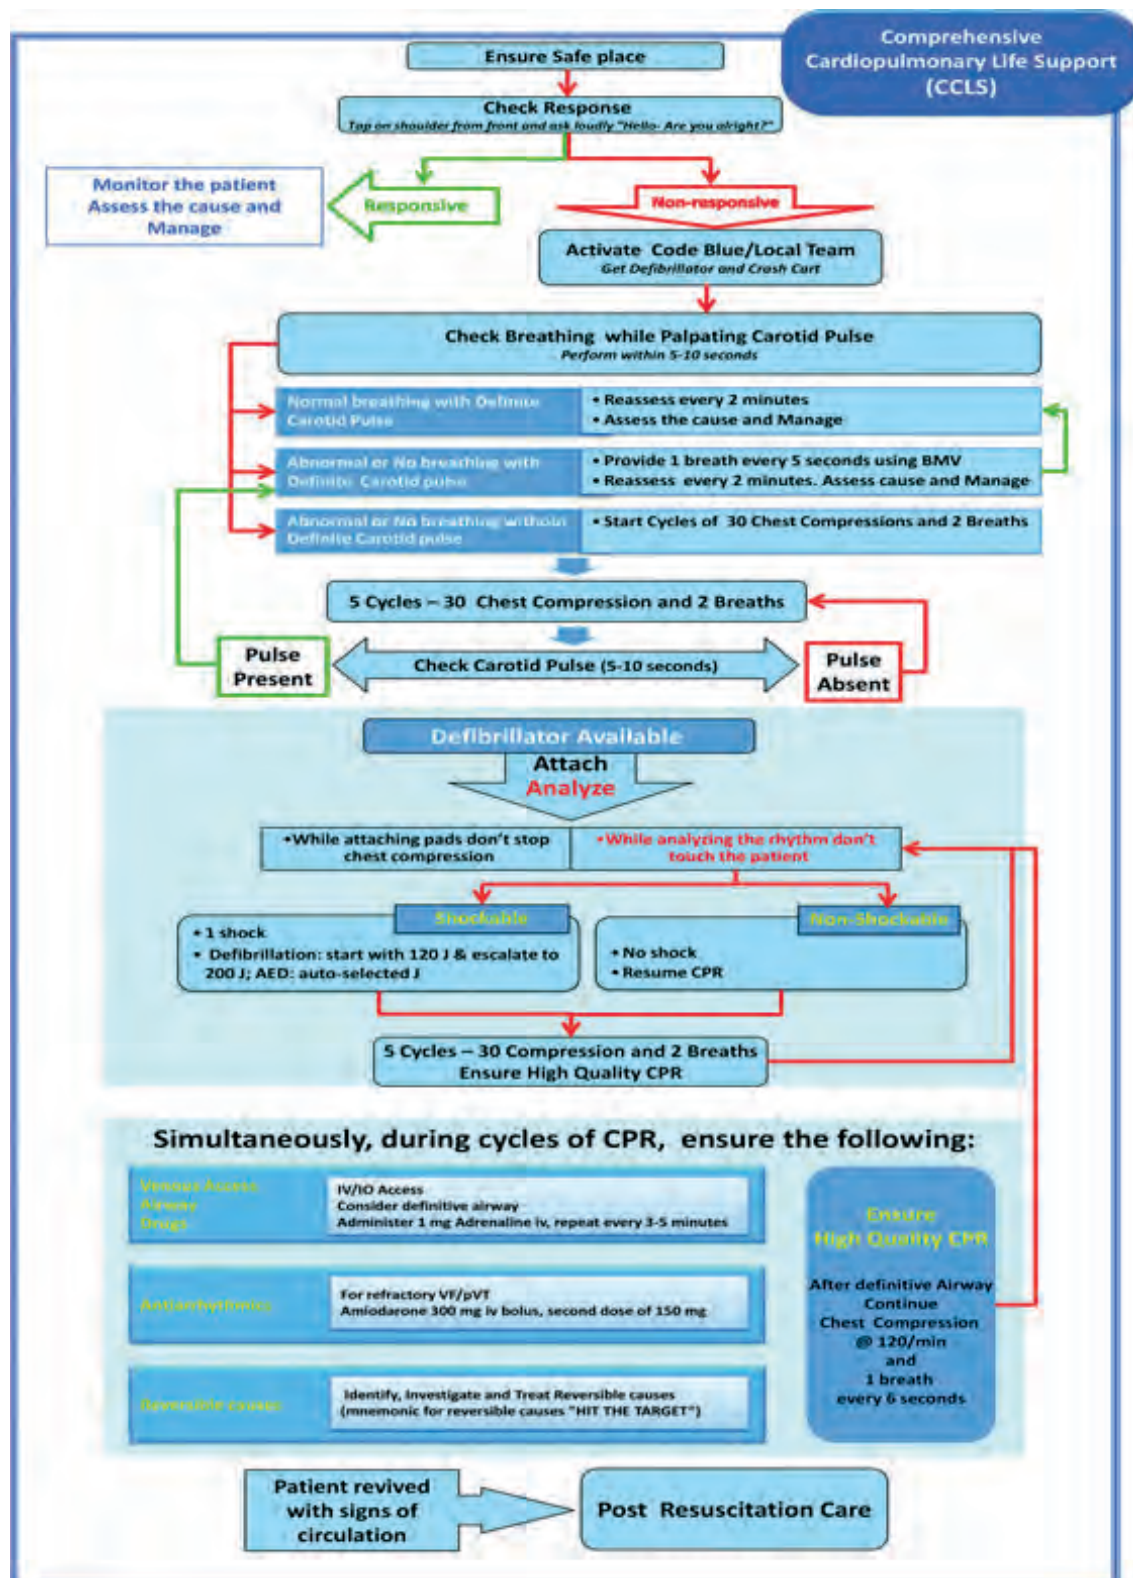 Comprehensive
Cardiopulmonary Life Support
(CCLS)
Ensure Safe place
Check Response
Tap on shoulder from front and ask loudly "Hello- Are you alright?"
Monitor the patient
Assess the cause and
Manage
Responsive
Non-responsive
Activate Code Blue/Local Team
Get Defibrillator and Crash Cart
Check Breathing while Palpating Carotid Pulse
Perform within 5-10 seconds
Normal breathing with Definite
Carotid Pulse
• Reassess every 2 minutes
• Assess the cause and Manage
Abnormal or No breathing with
Definite Carotid pulse
• Provide 1 breath every 5 seconds using BMV
• Reassess every 2 minutes. Assess cause and Manage
Abnormal or No breathing without
Definite Carotid pulse
• Start Cycles of 30 Chest Compressions and 2 Breaths
5 Cycles – 30 Chest Compression and 2 Breaths
Pulse
Present
Check Carotid Pulse (5-10 seconds)
Pulse
Absent
Defibrillator Available
Attach
Analyze
•While attaching pads don't stop
chest compression
•While analyzing the rhythm don't
touch the patient
Shockable
• 1 shock
• Defibrillation: start with 120 J & escalate to
200 J; AED: auto-selected J
Non-Shockable
• No shock
• Resume CPR
5 Cycles – 30 Compression and 2 Breaths
Ensure High Quality CPR
Simultaneously, during cycles of CPR, ensure the following:
Venous Access
Airway
Drugs
IV/IO Access
Consider definitive airway
Administer 1 mg Adrenaline iv, repeat every 3-5 minutes
Antiarrhythmics
For refractory VF/pVT
Amiodarone 300 mg iv bolus, second dose of 150 mg
Reversible causes
Identify, Investigate and Treat Reversible causes
(mnemonic for reversible causes "HIT THE TARGET")
Ensure
High Quality CPR
After definitive Airway
Continue
Chest Compression
@ 120/min
and
1 breath
every 6 seconds
Patient revived
with signs of
circulation
Post Resuscitation Care